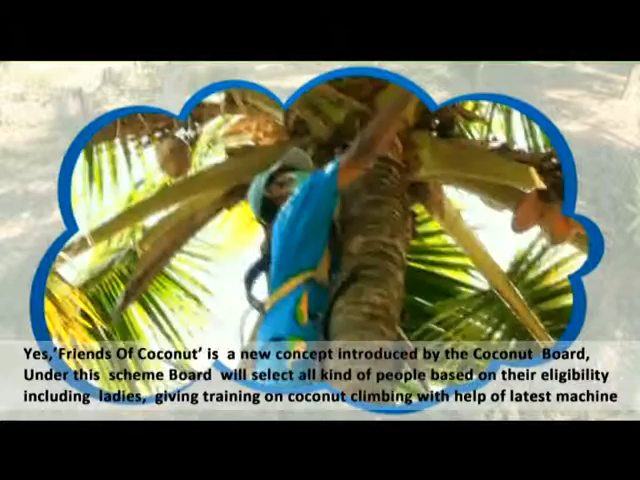 Yes,'Friends Of Coconut' is a new concept introduced by the Coconut Board,
Under this scheme Board will select all kind of people based on their eligibility
including ladies, giving training on coconut climbing with help of latest machine